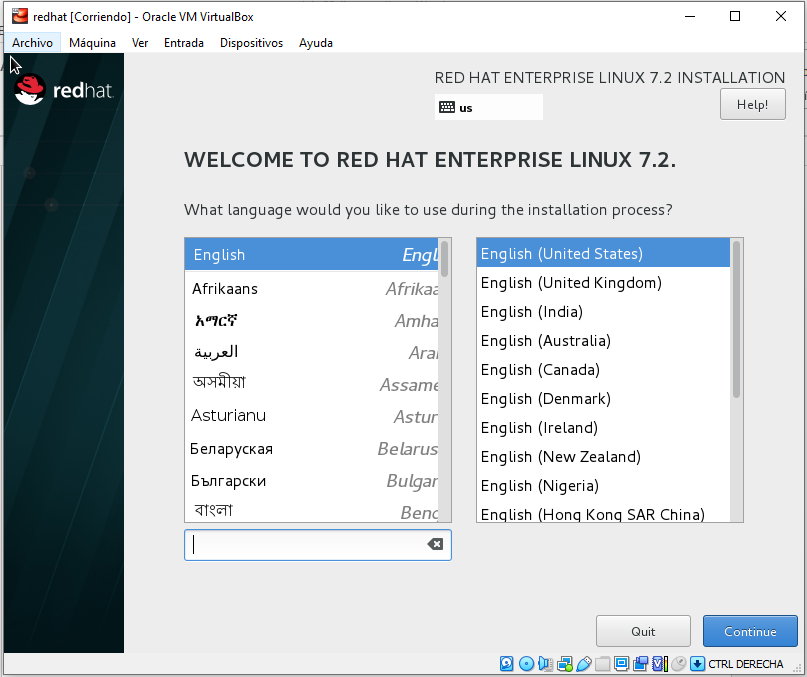 redhat [Corriendo] - Oracle VM VirtualBox
Archivo Máquina Ver Entrada Dispositivos Ayuda
redhat.
RED HAT ENTERPRISE LINUX 7.2 INSTALLATION
us
Help!
WELCOME TO RED HAT ENTERPRISE LINUX 7.2.
What language would you like to use during the installation process?
English Engl
Afrikaans Afrikaa
አማርኛ Amha
العربية Arab
অসমীয়া Assame
Asturianu Astur
Беларуская Belarus
Български Bulgar
বাংলা Beng
English (United States)
English (United Kingdom)
English (India)
English (Australia)
English (Canada)
English (Denmark)
English (Ireland)
English (New Zealand)
English (Nigeria)
English (Hong Kong SAR China)
Quit
Continue
CTRL DERECHA